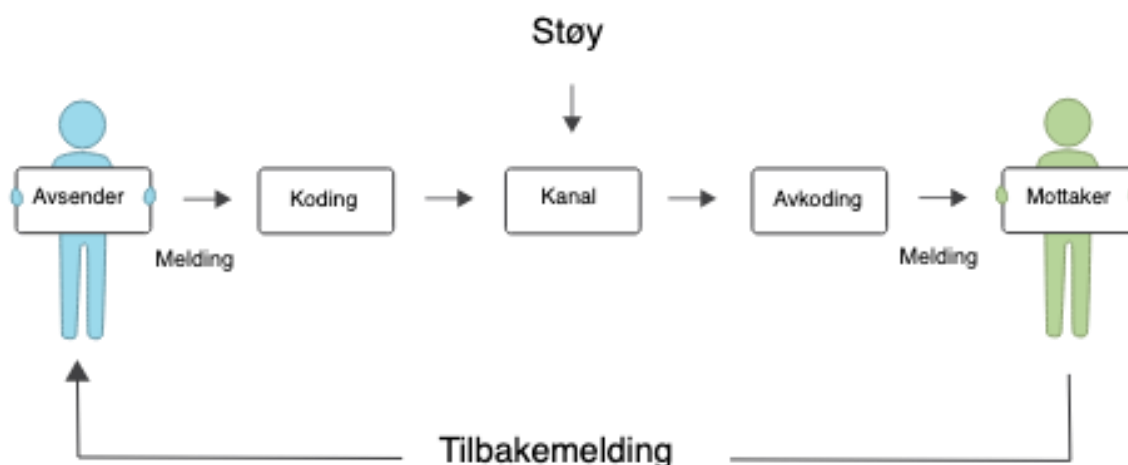 Støy
Avsender
Koding
Kanal
Avkoding
Mottaker
Melding
Melding
Tilbakemelding